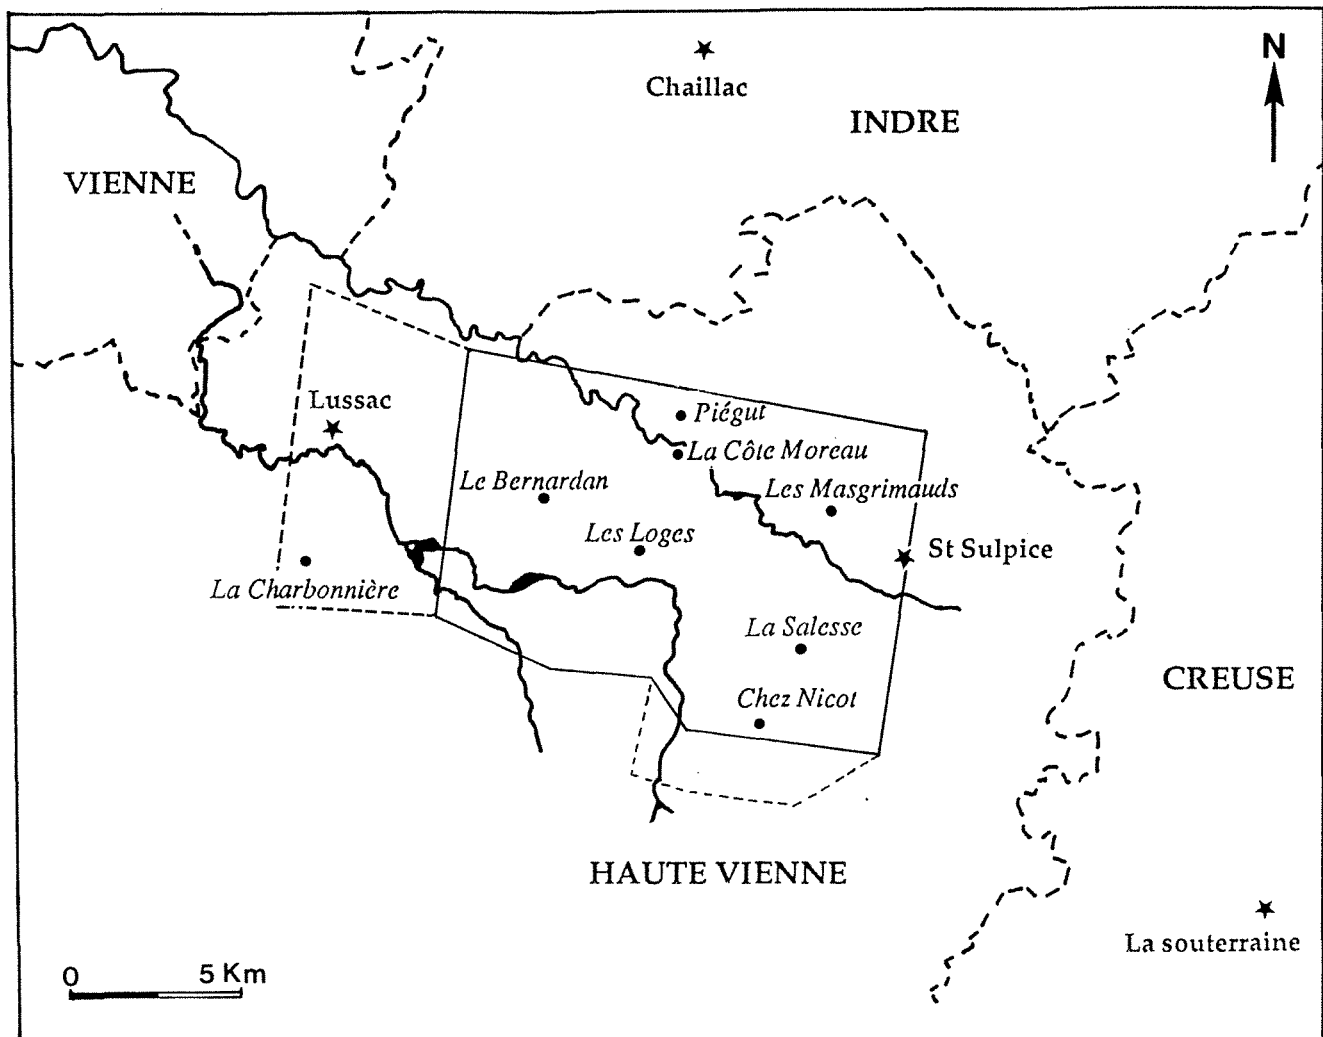 N
Chaillac
INDRE
VIENNE
Lussac
Piégut
La Côte Moreau
Le Bernardan
Les Masgrimauds
Les Loges
St Sulpice
La Charbonnière
La Salesse
CREUSE
Chez Nicot
HAUTE VIENNE
La souterraine
0 5 Km